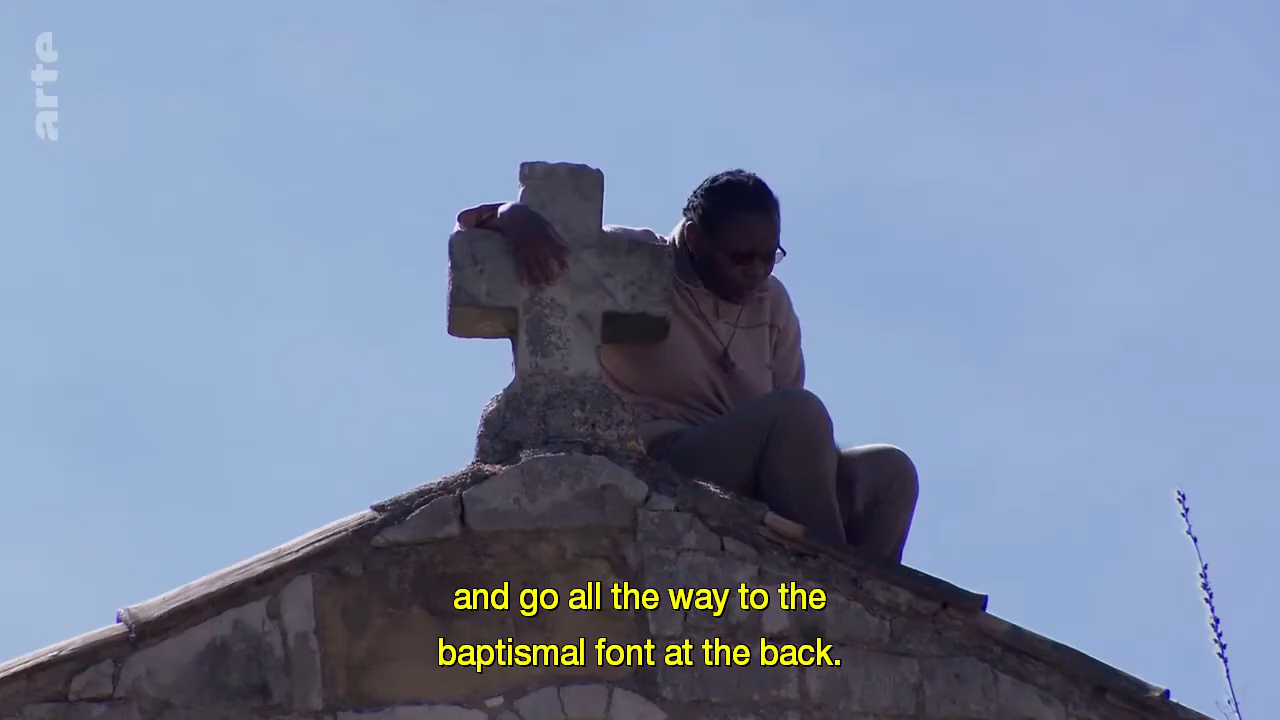 arte
and go all the way to the
baptismal font at the back.